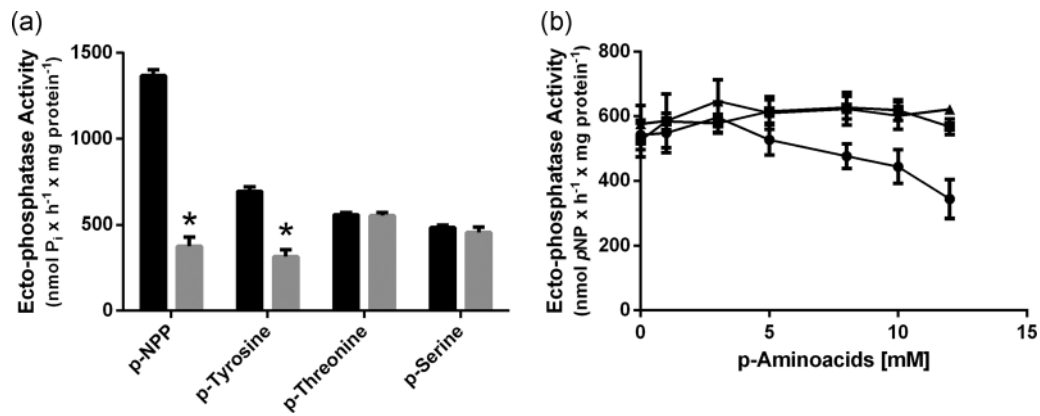 (a)
Ecto-phosphatase Activity
(nmol Pi x h⁻¹ x mg protein⁻¹)
1500
1000
500
0
*
*
p-NPP
p-Tyrosine
p-Threonine
p-Serine
(b)
Ecto-phosphatase Activity
(nmol pNP x h⁻¹ x mg protein⁻¹)
800
600
400
200
0
0
5
10
15
p-Aminoacids [mM]